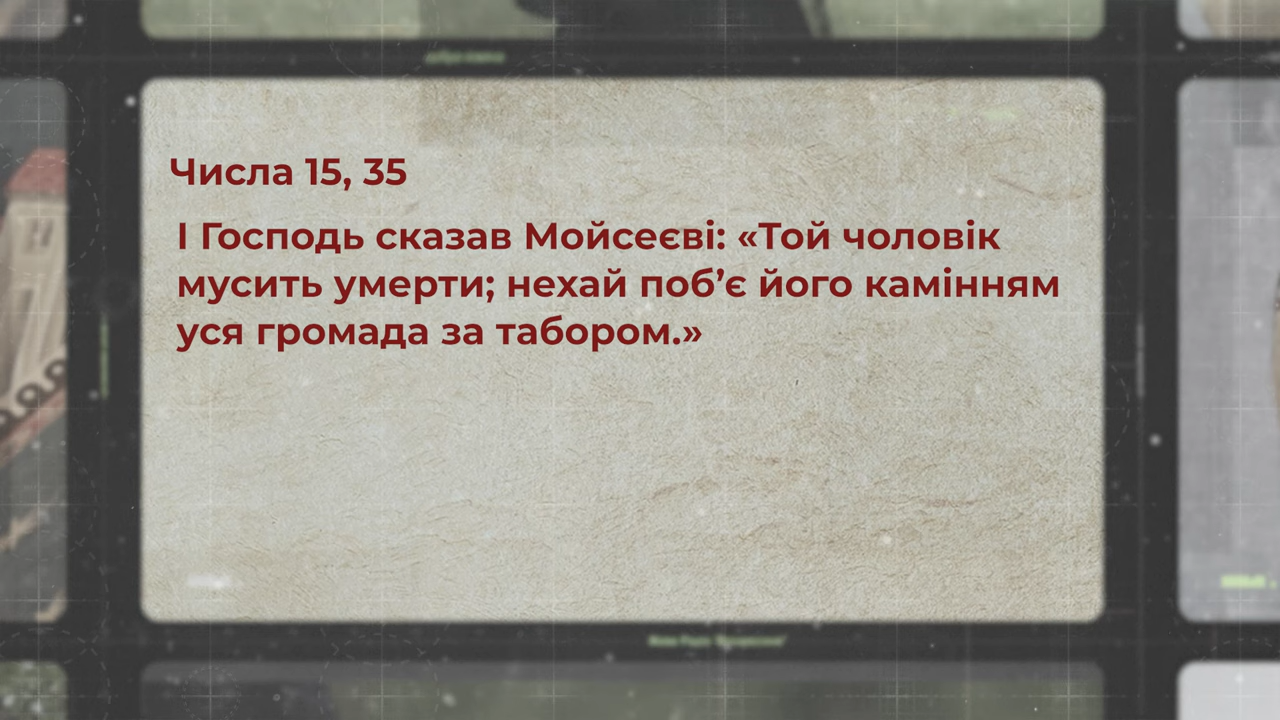 Числа 15, 35
І Господь сказав Мойсеєві: «Той чоловік
мусить умерти; нехай поб’є його камінням
уся громада за табором.»